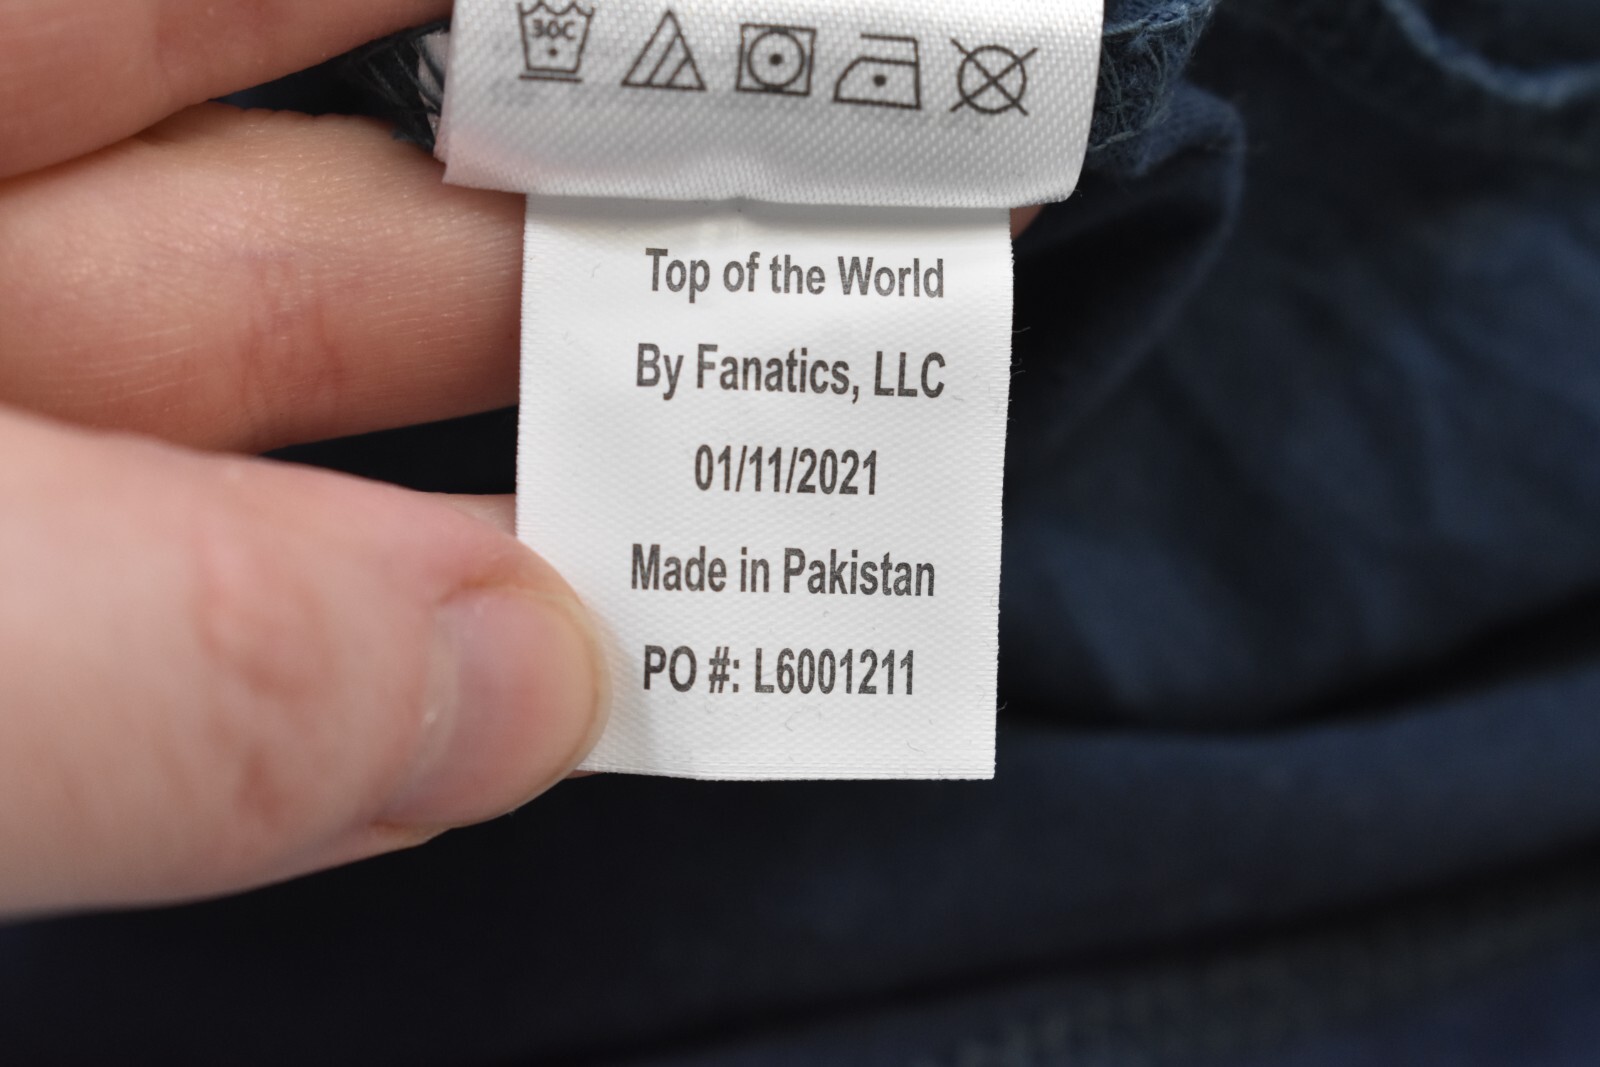 30C
Top of the World
By Fanatics, LLC
01/11/2021
Made in Pakistan
PO #: L6001211